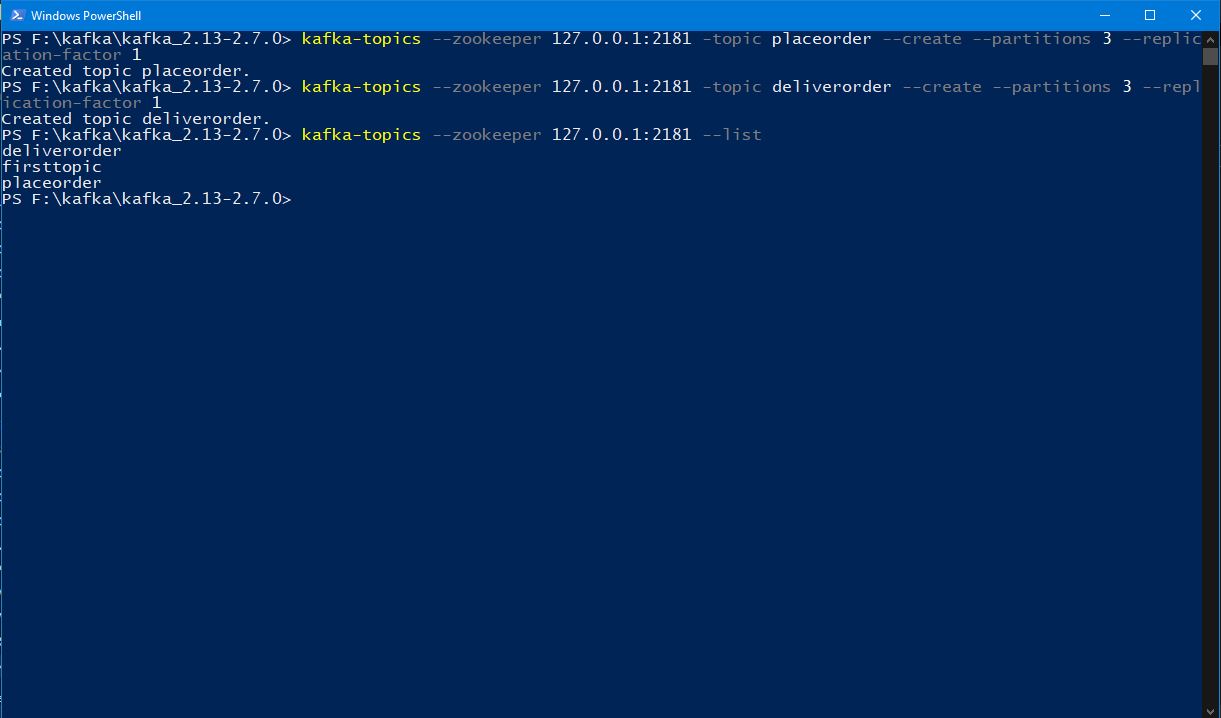 Windows PowerShell
PS F:\kafka\kafka_2.13-2.7.0> kafka-topics --zookeeper 127.0.0.1:2181 -topic placeorder --create --partitions 3 --replic
ation-factor 1
Created topic placeorder.
PS F:\kafka\kafka_2.13-2.7.0> kafka-topics --zookeeper 127.0.0.1:2181 -topic deliverorder --create --partitions 3 --repl
ication-factor 1
Created topic deliverorder.
PS F:\kafka\kafka_2.13-2.7.0> kafka-topics --zookeeper 127.0.0.1:2181 --list
deliverorder
firsttopic
placeorder
PS F:\kafka\kafka_2.13-2.7.0>